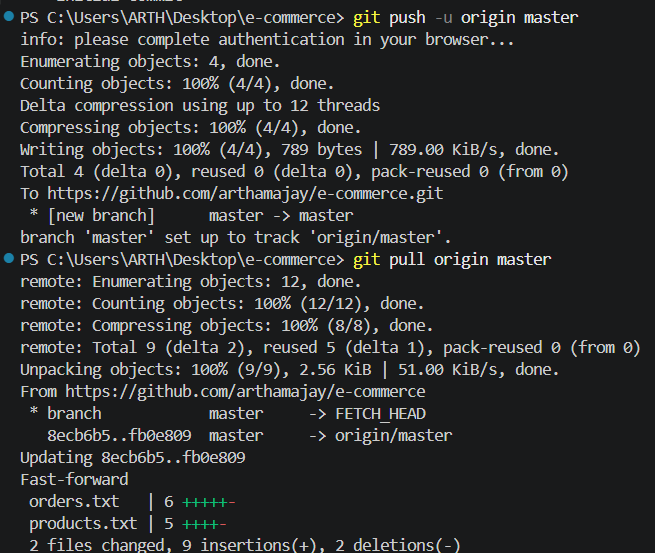 PS C:\Users\ARTH\Desktop\e-commerce> git push -u origin master
info: please complete authentication in your browser...
Enumerating objects: 4, done.
Counting objects: 100% (4/4), done.
Delta compression using up to 12 threads
Compressing objects: 100% (4/4), done.
Writing objects: 100% (4/4), 789 bytes | 789.00 KiB/s, done.
Total 4 (delta 0), reused 0 (delta 0), pack-reused 0 (from 0)
To https://github.com/arthamajay/e-commerce.git
 * [new branch]      master -> master
branch 'master' set up to track 'origin/master'.
PS C:\Users\ARTH\Desktop\e-commerce> git pull origin master
remote: Enumerating objects: 12, done.
remote: Counting objects: 100% (12/12), done.
remote: Compressing objects: 100% (8/8), done.
remote: Total 9 (delta 2), reused 5 (delta 1), pack-reused 0 (from 0)
Unpacking objects: 100% (9/9), 2.56 KiB | 51.00 KiB/s, done.
From https://github.com/arthamajay/e-commerce
 * branch            master     -> FETCH_HEAD
   8ecb6b5..fb0e809  master     -> origin/master
Updating 8ecb6b5..fb0e809
Fast-forward
 orders.txt   | 6 +++++-
 products.txt | 5 ++++-
 2 files changed, 9 insertions(+), 2 deletions(-)